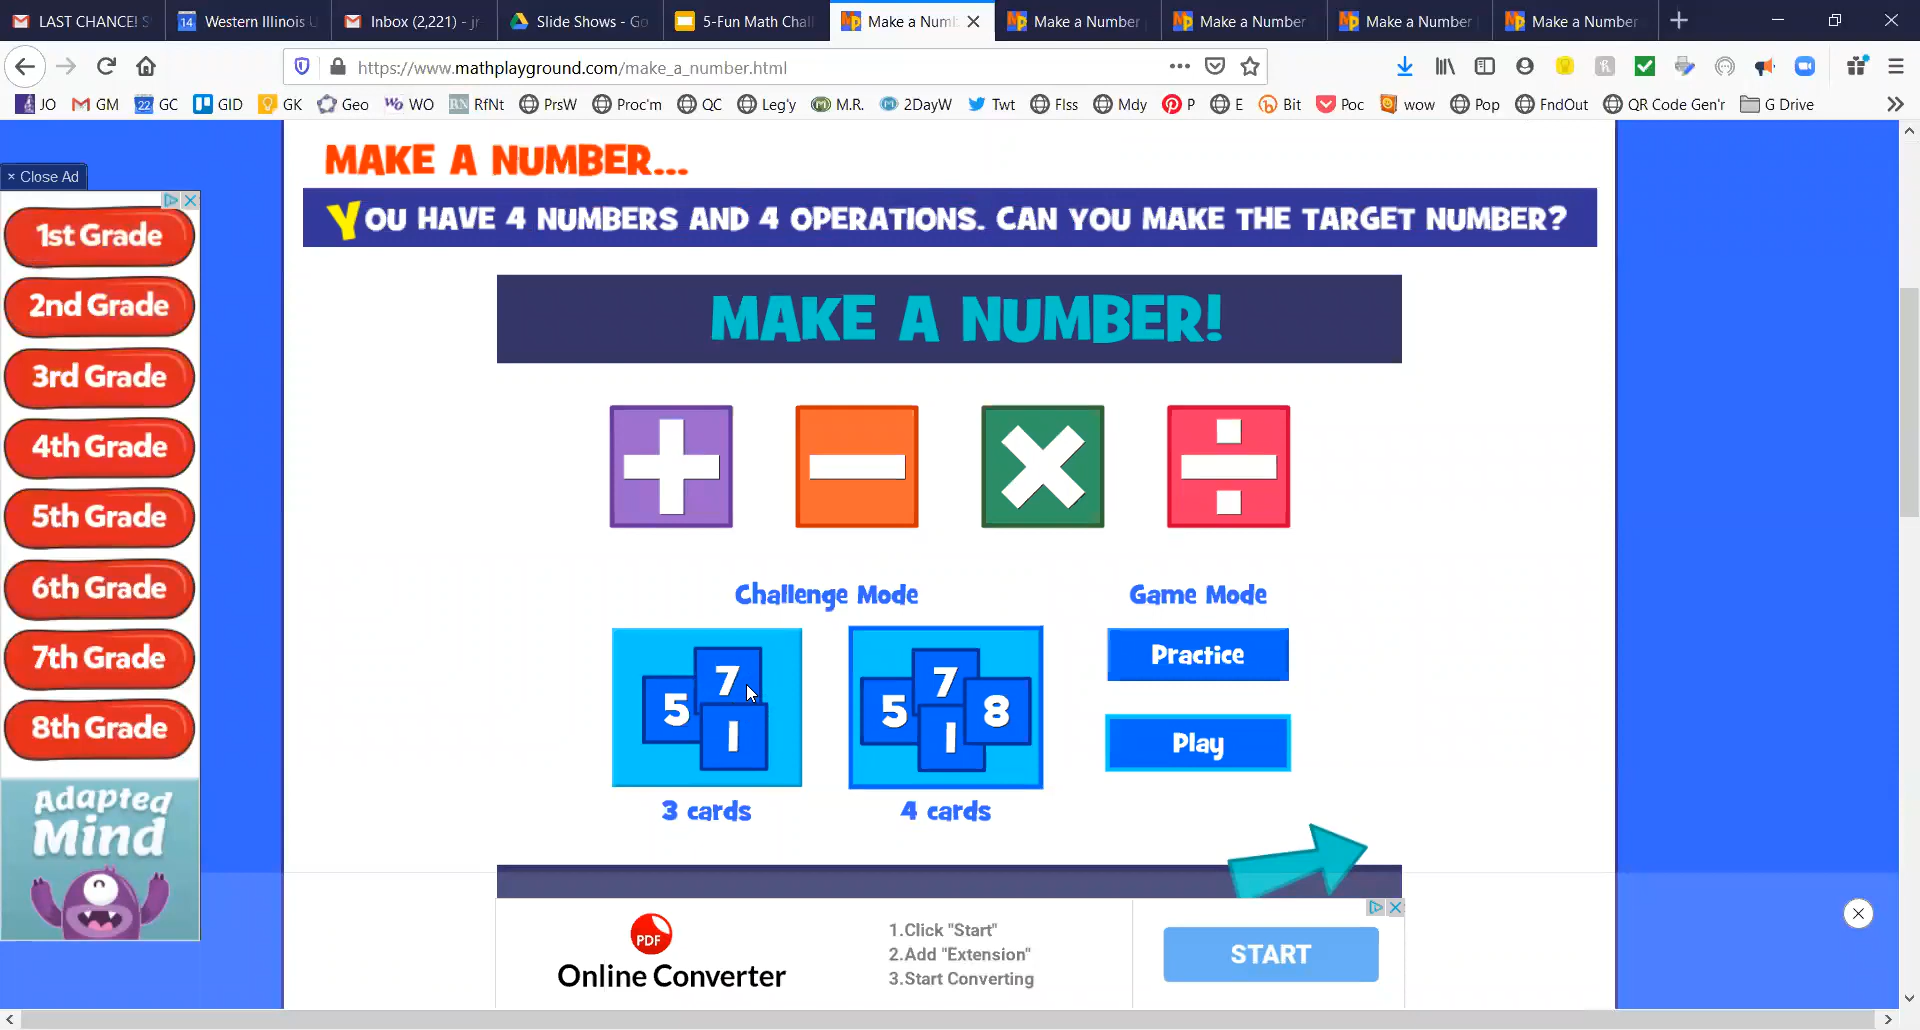 LAST CHANCE! S
14 Western Illinois U
Inbox (2,221) - jr
Slide Shows - Go
5-Fun Math Chal
Make a Numb
Make a Number
Make a Number
Make a Number
Make a Number
https://www.mathplayground.com/make_a_number.html
JO
GM
22 GC
GID
GK
Geo
Wo WO
RN RfNt
PrsW
Proc'm
QC
Leg'y
M.R.
2DayW
Twt
Flss
Mdy
P
E
Bit
Poc
wow
Pop
FndOut
QR Code Gen'r
G Drive
MAKE A NUMBER...
YOU HAVE 4 NUMBERS AND 4 OPERATIONS. CAN YOU MAKE THE TARGET NUMBER?
× Close Ad
1st Grade
2nd Grade
3rd Grade
4th Grade
5th Grade
6th Grade
7th Grade
8th Grade
Adapted
Mind
MAKE A NUMBER!
+ − × ÷
Challenge Mode
Game Mode
5 7 1
5 7 1 8
3 cards
4 cards
Practice
Play
PDF
Online Converter
1.Click "Start"
2.Add "Extension"
3.Start Converting
START